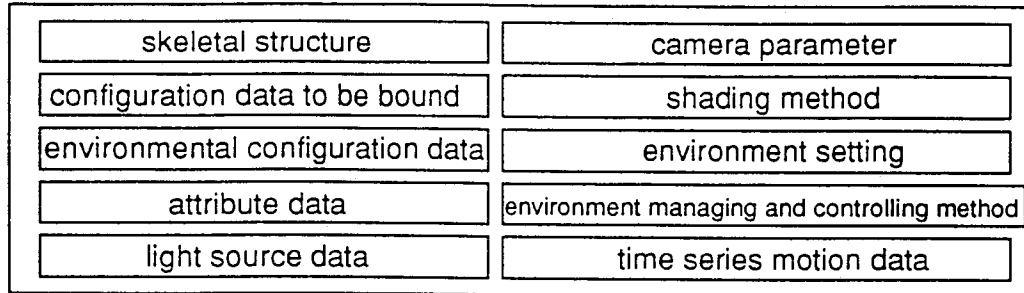 skeletal structure
camera parameter
configuration data to be bound
shading method
environmental configuration data
environment setting
attribute data
environment managing and controlling method
light source data
time series motion data